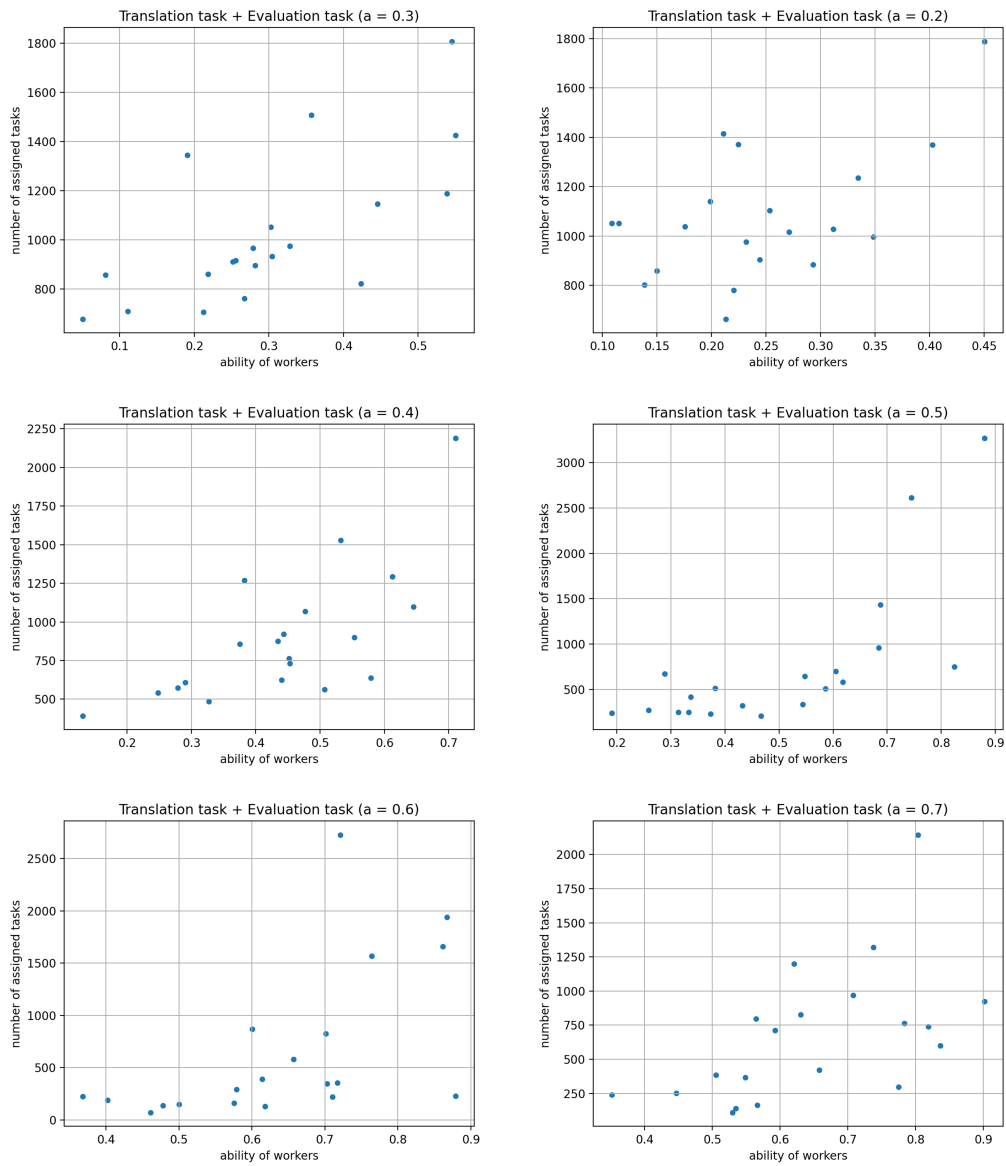 Translation task + Evaluation task (a = 0.3)
number of assigned tasks
1800
1600
1400
1200
1000
800
0.1 0.2 0.3 0.4 0.5
ability of workers
Translation task + Evaluation task (a = 0.2)
number of assigned tasks
1800
1600
1400
1200
1000
800
0.10 0.15 0.20 0.25 0.30 0.35 0.40 0.45
ability of workers
Translation task + Evaluation task (a = 0.4)
number of assigned tasks
2250
2000
1750
1500
1250
1000
750
500
0.2 0.3 0.4 0.5 0.6 0.7
ability of workers
Translation task + Evaluation task (a = 0.5)
number of assigned tasks
3000
2500
2000
1500
1000
500
0.2 0.3 0.4 0.5 0.6 0.7 0.8 0.9
ability of workers
Translation task + Evaluation task (a = 0.6)
number of assigned tasks
2500
2000
1500
1000
500
0
0.4 0.5 0.6 0.7 0.8 0.9
ability of workers
Translation task + Evaluation task (a = 0.7)
number of assigned tasks
2000
1750
1500
1250
1000
750
500
250
0.4 0.5 0.6 0.7 0.8 0.9
ability of workers